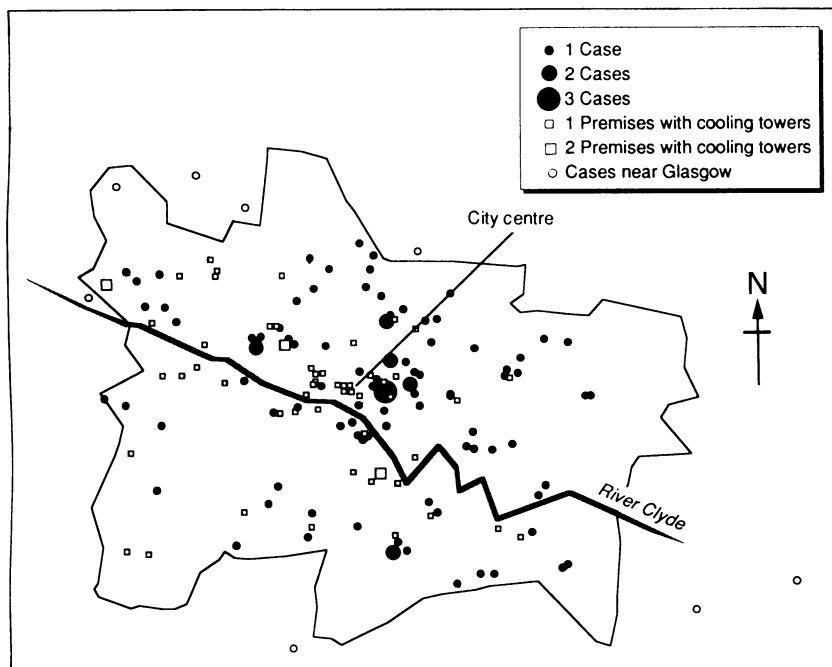 1 Case
2 Cases
3 Cases
1 Premises with cooling towers
2 Premises with cooling towers
Cases near Glasgow
City centre
N
River Clyde